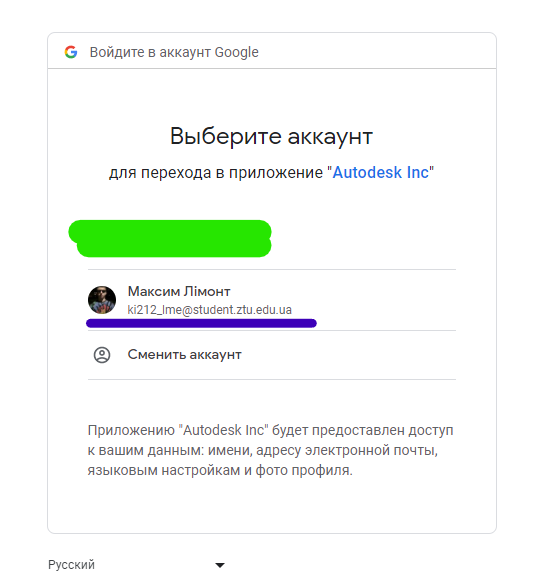 Войдите в аккаунт Google
Выберите аккаунт
для перехода в приложение "Autodesk Inc"
Максим Лімонт
ki212_lme@student.ztu.edu.ua
Сменить аккаунт
Приложению "Autodesk Inc" будет предоставлен доступ
к вашим данным: имени, адресу электронной почты,
языковым настройкам и фото профиля.
Русский